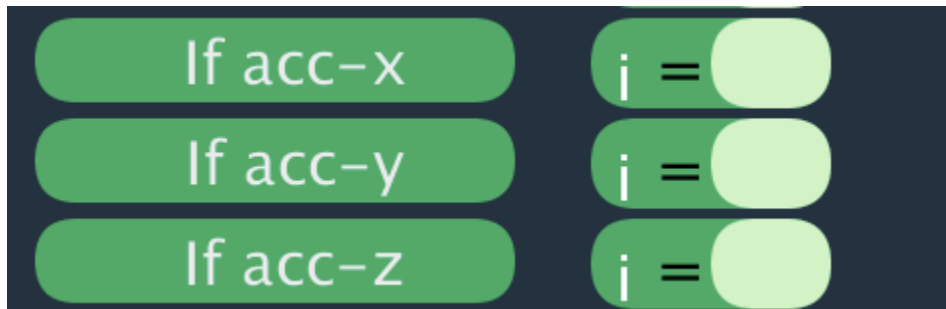 If acc-x i =
If acc-y i =
If acc-z i =